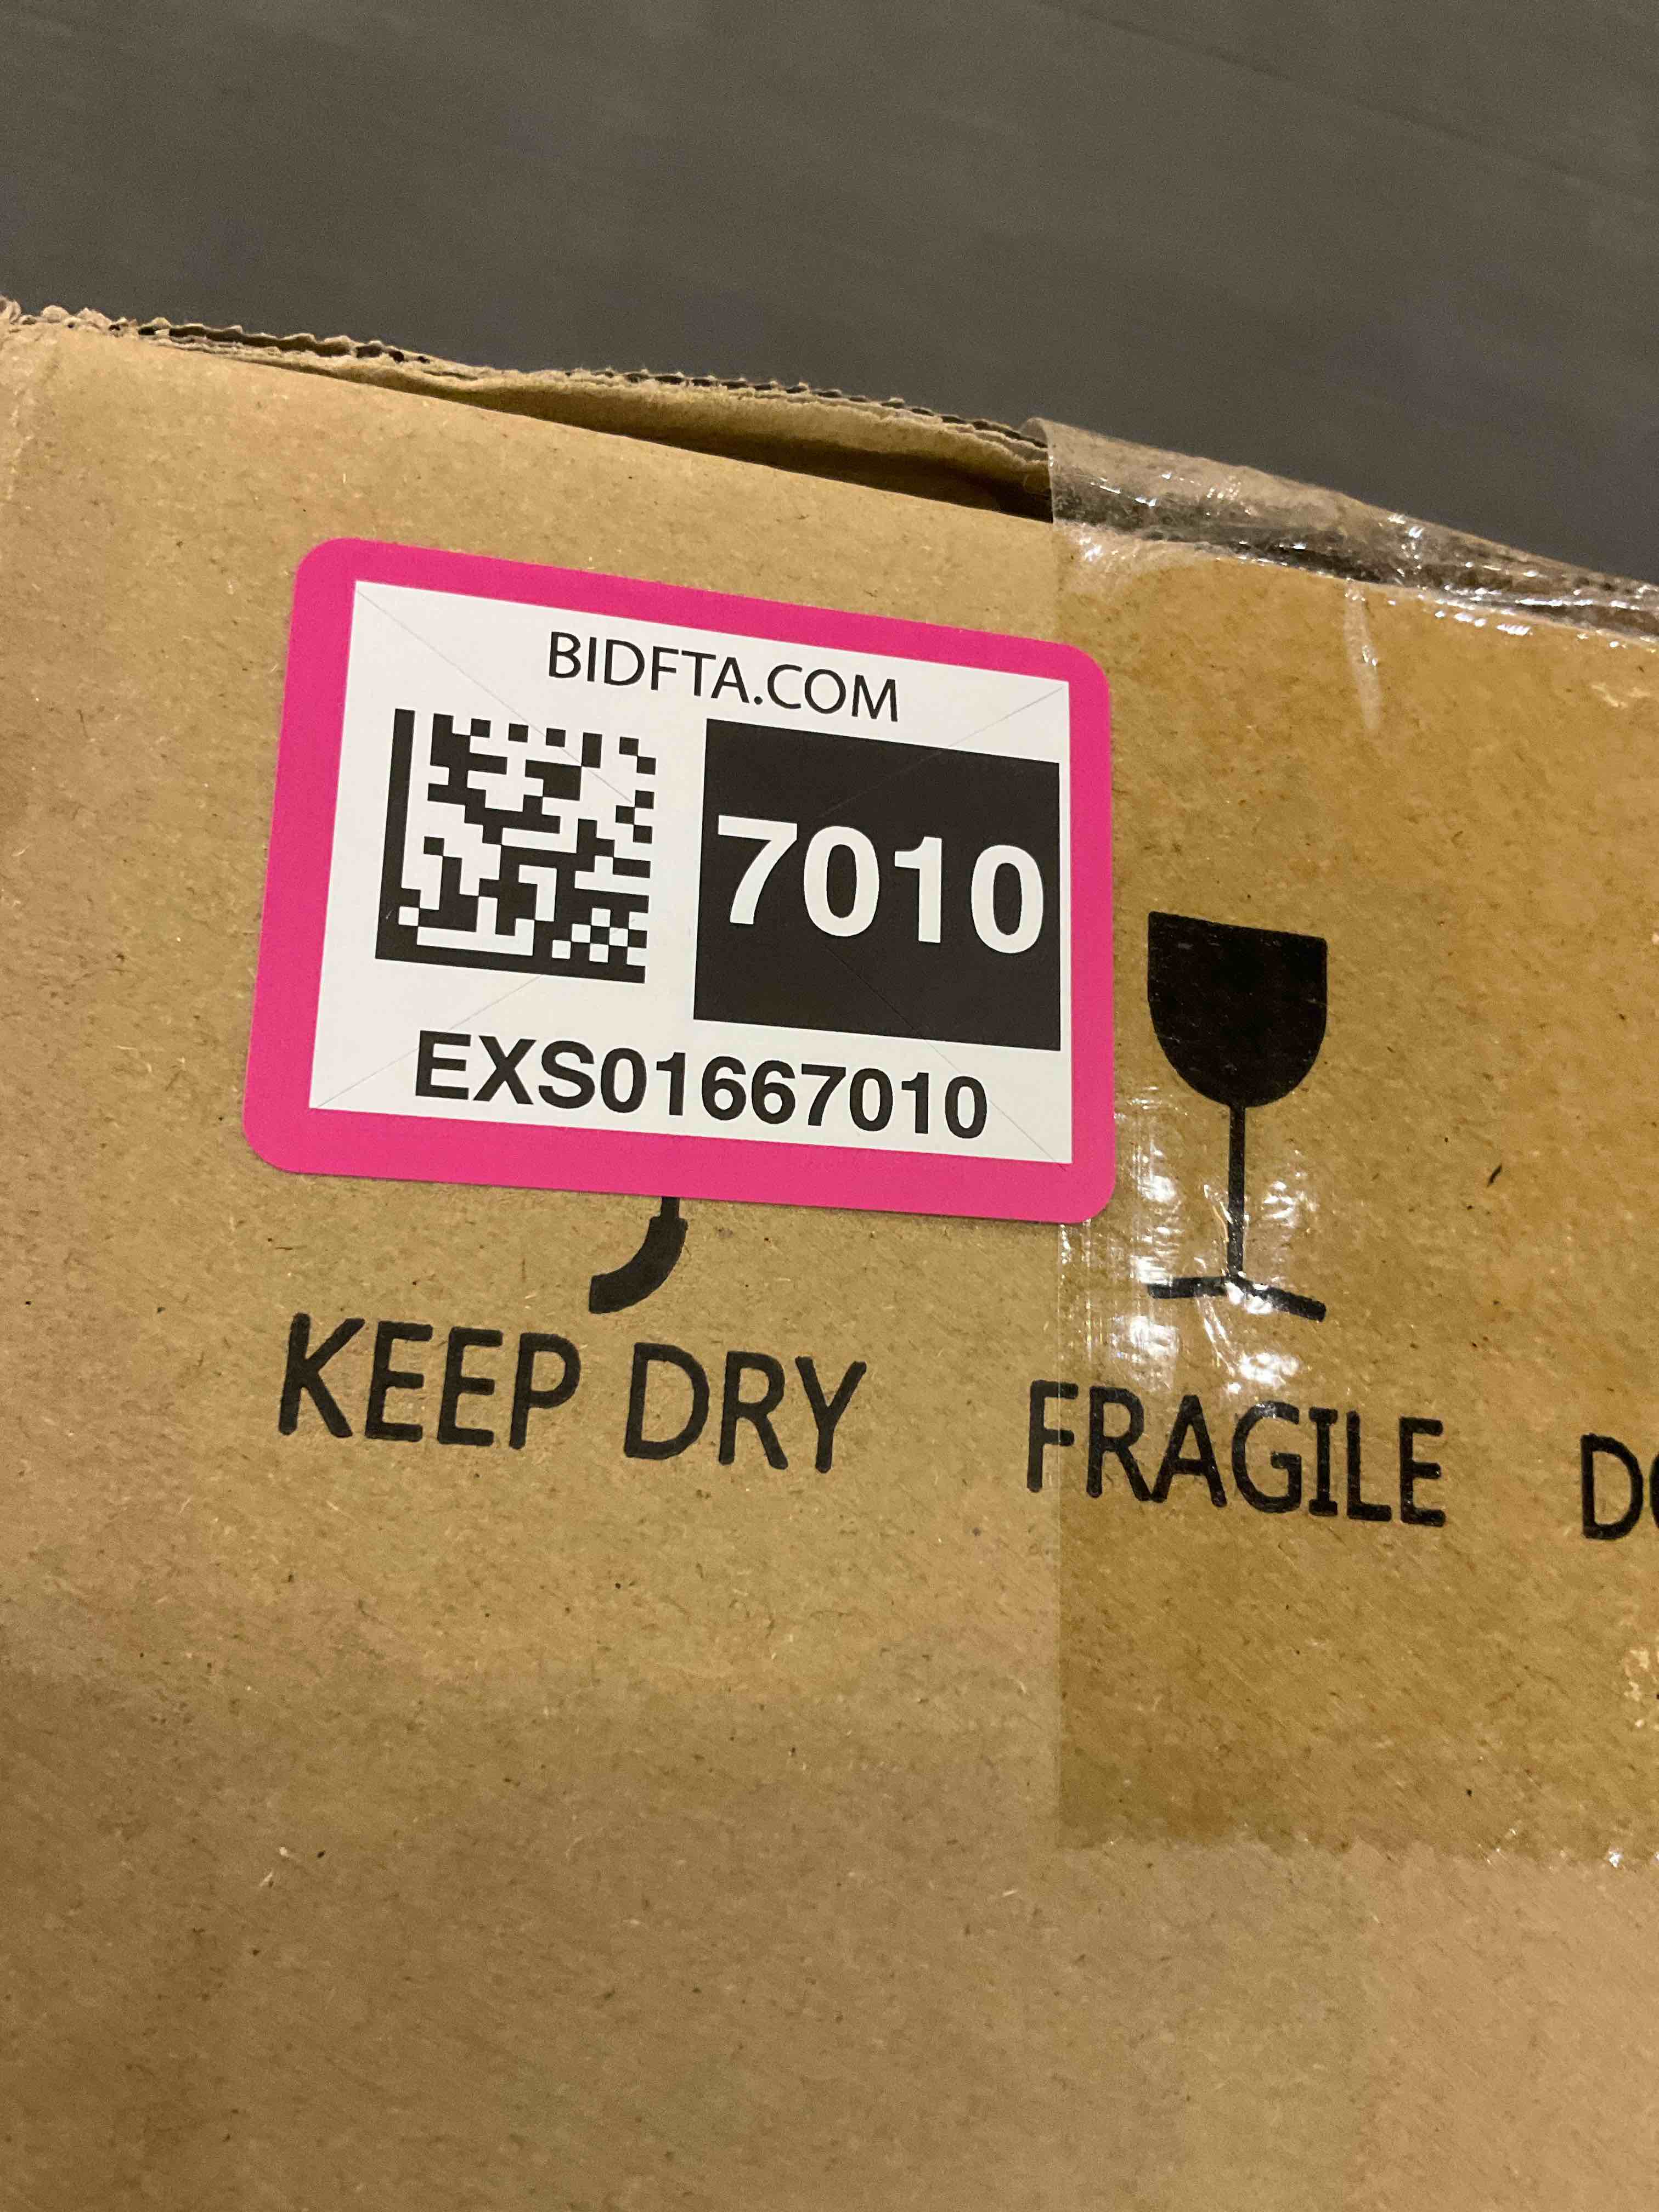 BIDFTA.COM
7010
EXS01667010
KEEP DRY
FRAGILE